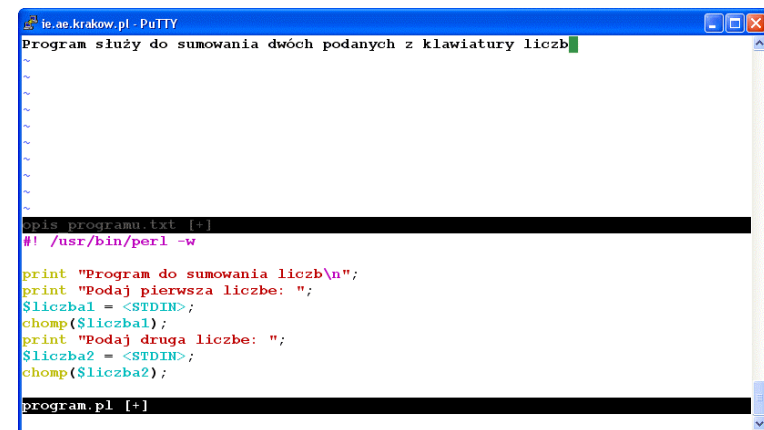 ie.ae.krakow.pl - PuTTY
Program służy do sumowania dwóch podanych z klawiatury liczb
~
~
~
~
~
~
~
~
~
~
opis programu.txt [+]
#! /usr/bin/perl -w
print "Program do sumowania liczb\n";
print "Podaj pierwsza liczbe: ";
$liczba1 = <STDIN>;
chomp($liczba1);
print "Podaj druga liczbe: ";
$liczba2 = <STDIN>;
chomp($liczba2);
program.pl [+]